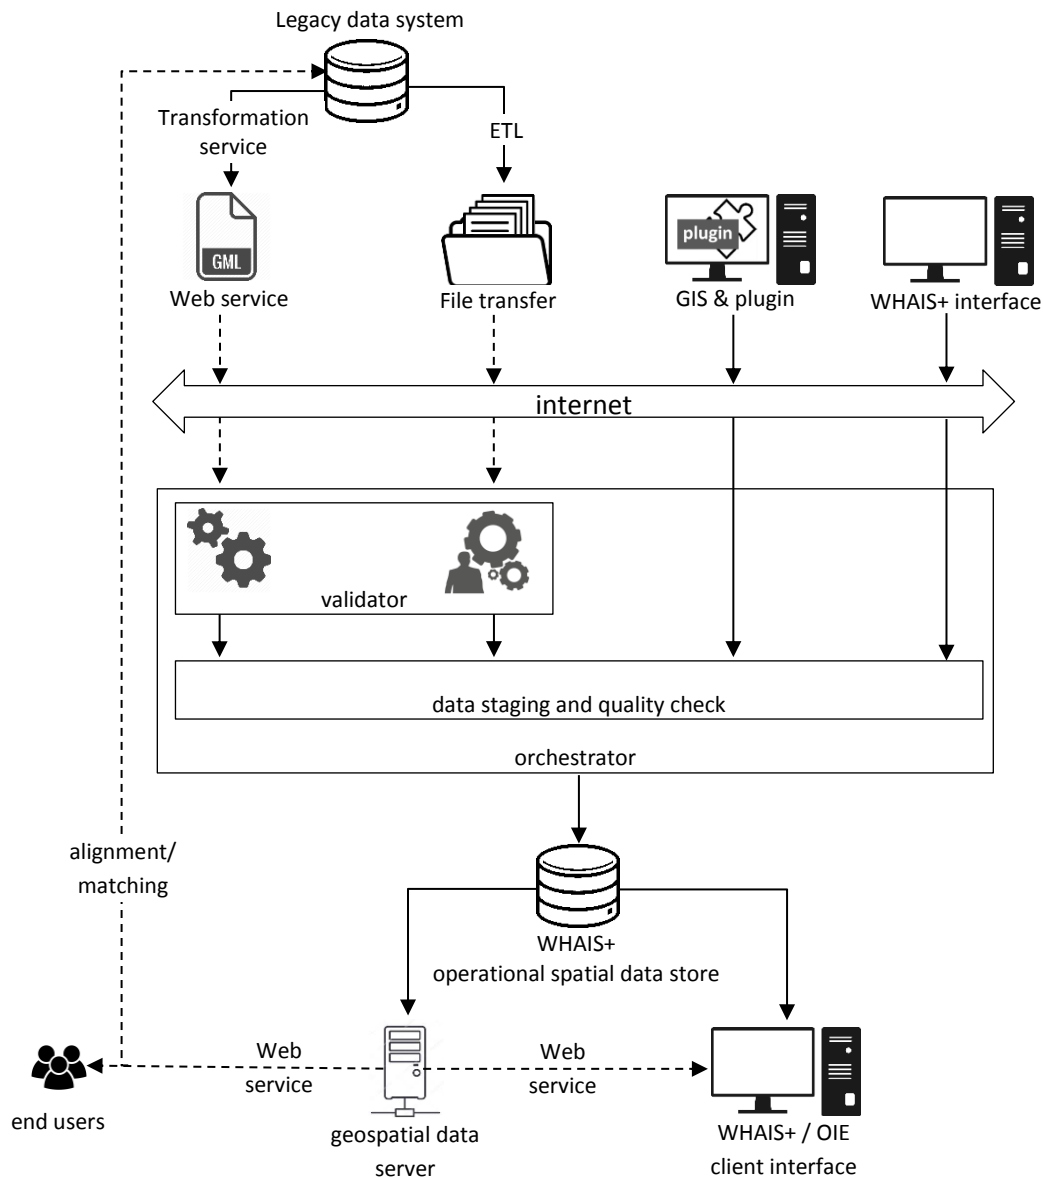 Legacy data system
Transformation
service
ETL
GML
plugin
Web service
File transfer
GIS & plugin
WHAIS+ interface
internet
validator
data staging and quality check
orchestrator
alignment/
matching
WHAIS+
operational spatial data store
Web
service
Web
service
end users
geospatial data
server
WHAIS+ / OIE
client interface